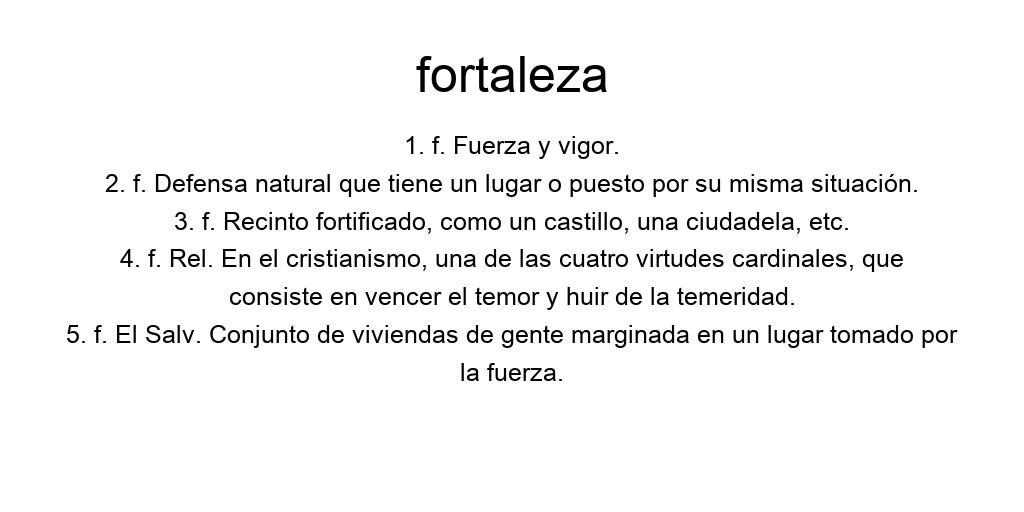 fortaleza
1. f. Fuerza y vigor.
2. f. Defensa natural que tiene un lugar o puesto por su misma situación.
3. f. Recinto fortificado, como un castillo, una ciudadela, etc.
4. f. Rel. En el cristianismo, una de las cuatro virtudes cardinales, que
consiste en vencer el temor y huir de la temeridad.
5. f. El Salv. Conjunto de viviendas de gente marginada en un lugar tomado por
la fuerza.